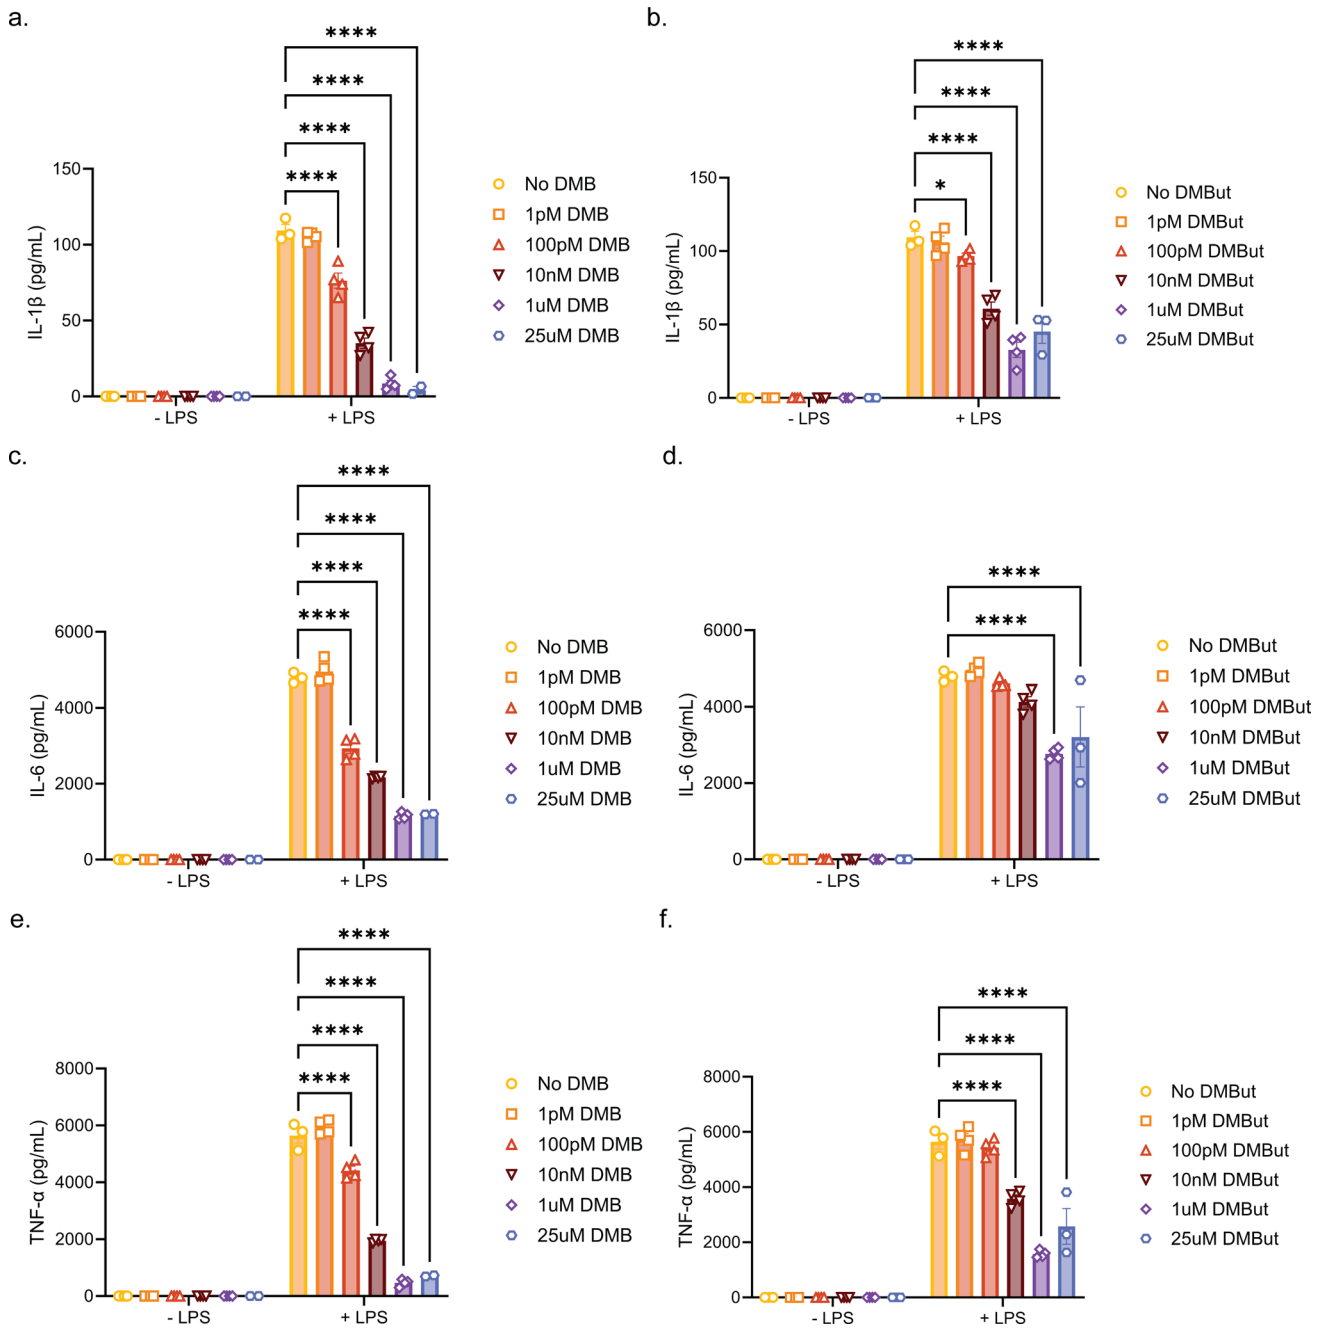 a.
****
****
****
****
150
100
50
0
IL-1β (pg/mL)
- LPS
+ LPS
No DMB
1pM DMB
100pM DMB
10nM DMB
1uM DMB
25uM DMB
b.
****
****
****
*
150
100
50
0
IL-1β (pg/mL)
- LPS
+ LPS
No DMBut
1pM DMBut
100pM DMBut
10nM DMBut
1uM DMBut
25uM DMBut
c.
****
****
****
****
6000
4000
2000
0
IL-6 (pg/mL)
- LPS
+ LPS
No DMB
1pM DMB
100pM DMB
10nM DMB
1uM DMB
25uM DMB
d.
****
****
6000
4000
2000
0
IL-6 (pg/mL)
- LPS
+ LPS
No DMBut
1pM DMBut
100pM DMBut
10nM DMBut
1uM DMBut
25uM DMBut
e.
****
****
****
****
8000
6000
4000
2000
0
TNF-α (pg/mL)
- LPS
+ LPS
No DMB
1pM DMB
100pM DMB
10nM DMB
1uM DMB
25uM DMB
f.
****
****
****
8000
6000
4000
2000
0
TNF-α (pg/mL)
- LPS
+ LPS
No DMBut
1pM DMBut
100pM DMBut
10nM DMBut
1uM DMBut
25uM DMBut